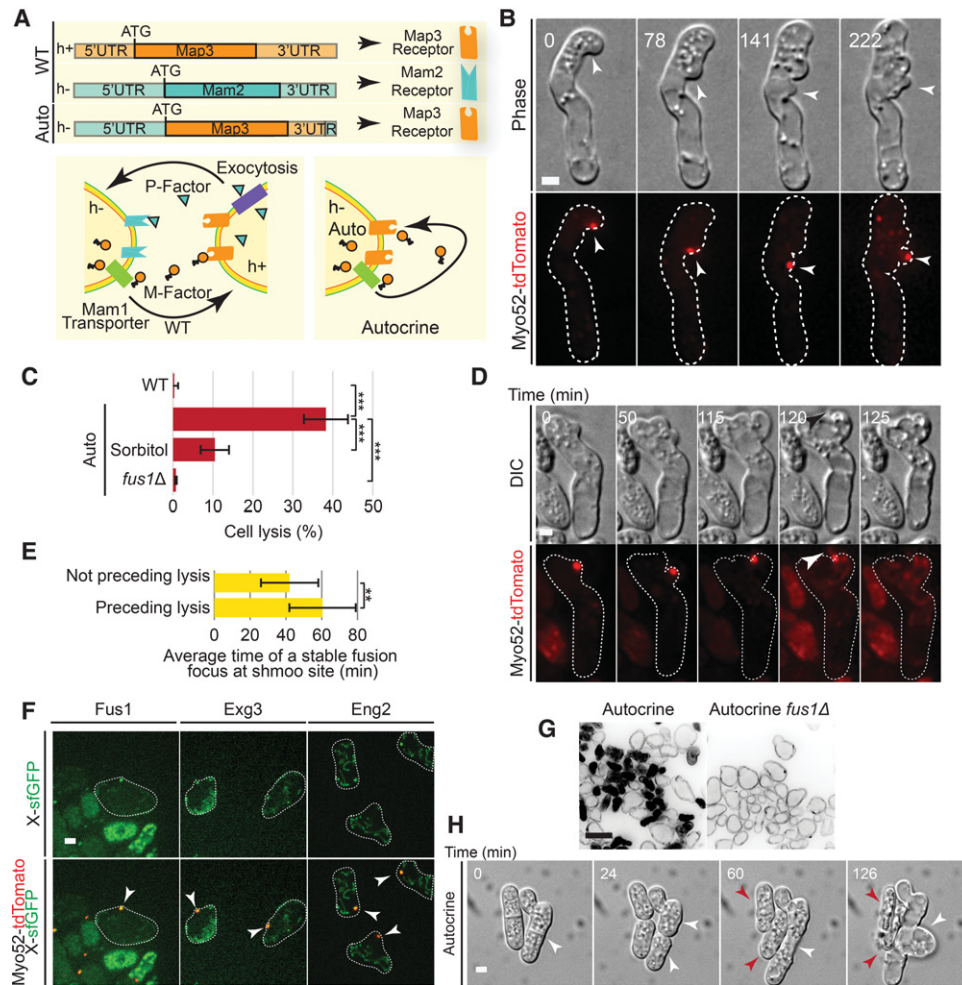 A
WT
Auto
ATG
h+
5'UTR
Map3
3'UTR
Map3
Receptor
ATG
h-
5'UTR
Mam2
3'UTR
Mam2
Receptor
ATG
h-
5'UTR
Map3
3'UTR
Map3
Receptor
Exocytosis
P-Factor
h-
h+
M-Factor
Mam1
Transporter
WT
h-
Auto
Autocrine
B
Phase
0
78
141
222
Myo52-tdTomato
C
WT
***
***
***
Auto
Sorbitol
fus1Δ
0 10 20 30 40 50
Cell lysis (%)
D
Time (min)
DIC
0
50
115
120
125
Myo52-tdTomato
E
Not preceding lysis
Preceding lysis
**
0 20 40 60 80
Average time of a stable fusion
focus at shmoo site (min)
F
Fus1
Exg3
Eng2
X-sfGFP
Myo52-tdTomato
X-sfGFP
G
Autocrine
Autocrine fus1Δ
H
Time (min)
Autocrine
0
24
60
126